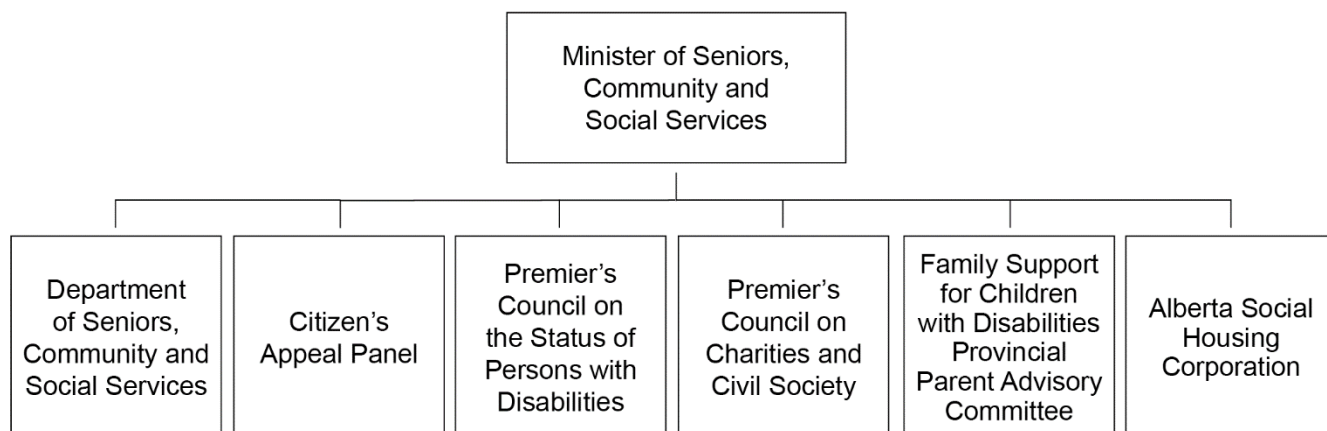 Minister of Seniors,
Community and
Social Services
Department
of Seniors,
Community and
Social Services
Citizen’s
Appeal Panel
Premier’s
Council on
the Status of
Persons with
Disabilities
Premier’s
Council on
Charities and
Civil Society
Family Support
for Children
with Disabilities
Provincial
Parent Advisory
Committee
Alberta Social
Housing
Corporation